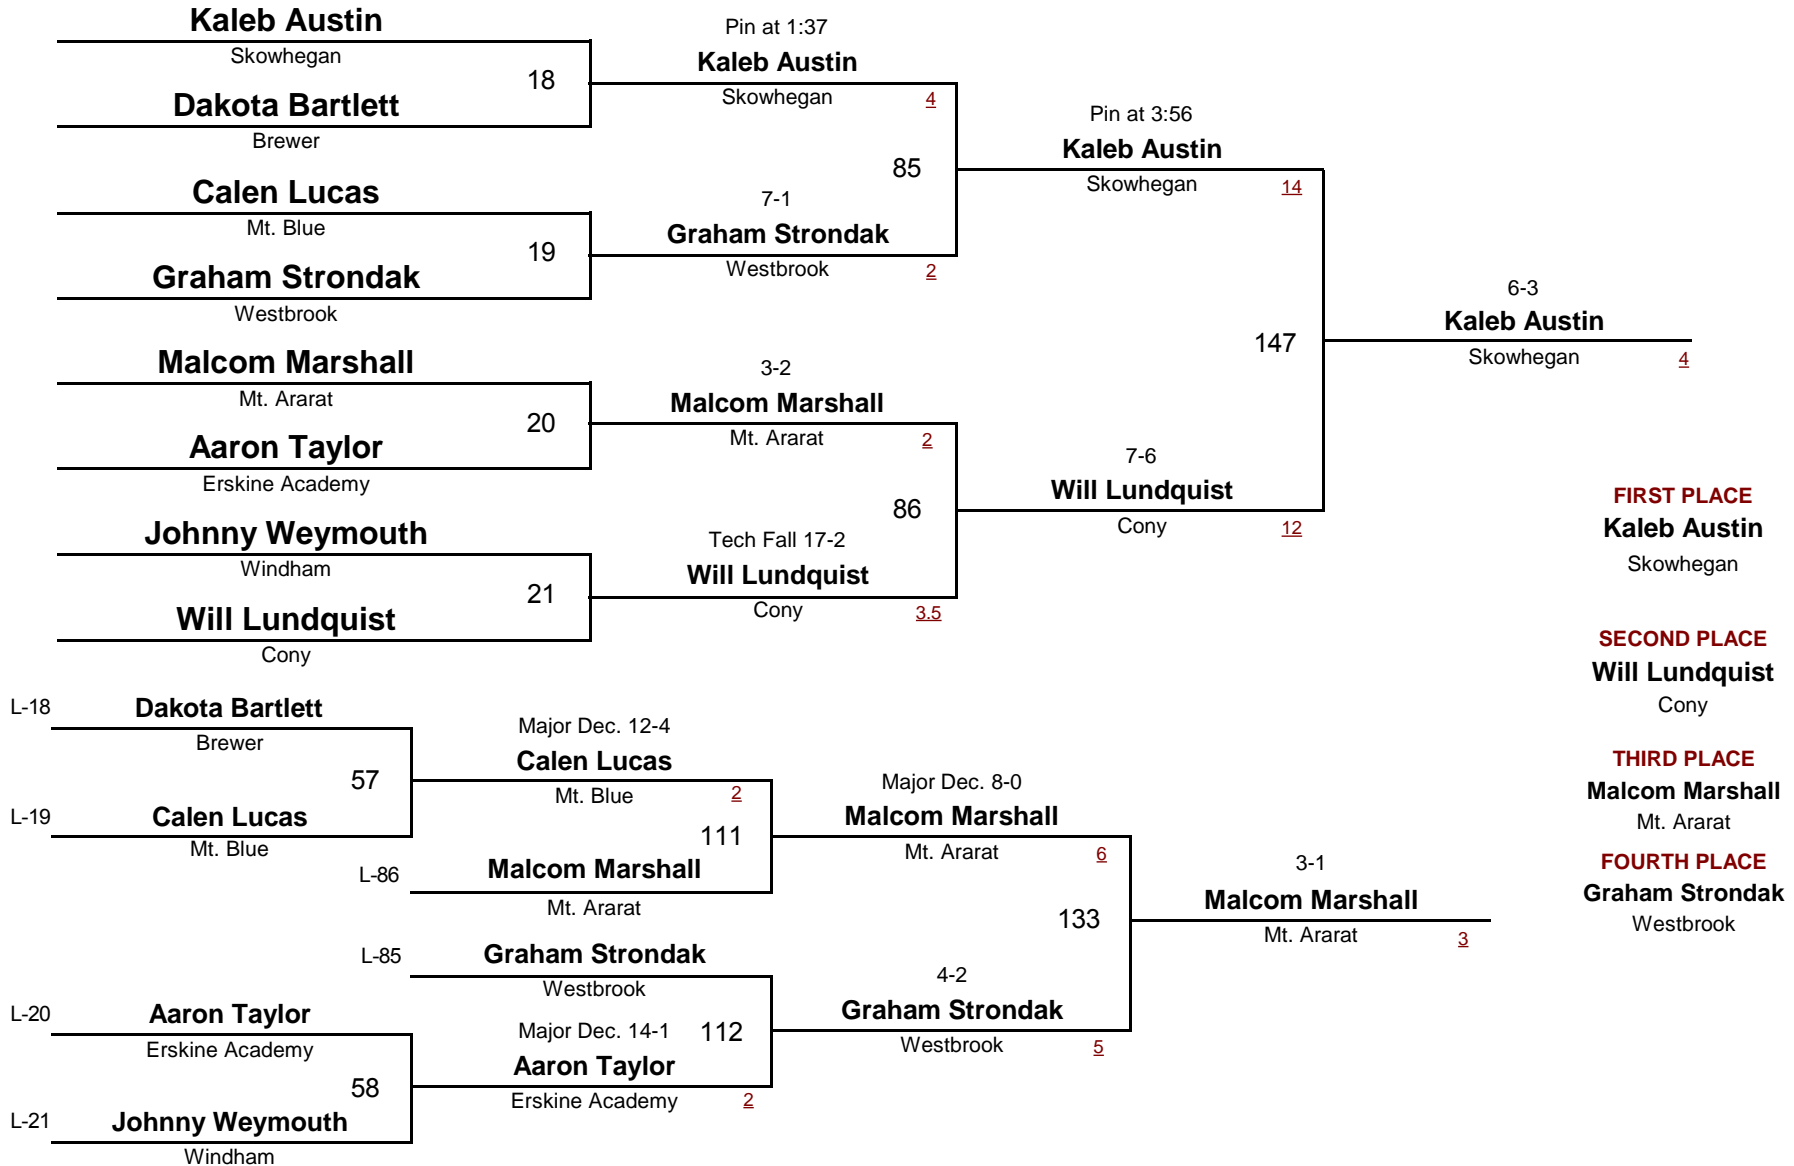 Kaleb Austin
Skowhegan
18
Dakota Bartlett
Brewer
Calen Lucas
Mt. Blue
19
Graham Strondak
Westbrook
Malcom Marshall
Mt. Ararat
20
Aaron Taylor
Erskine Academy
Johnny Weymouth
Windham
21
Will Lundquist
Cony
Pin at 1:37
Kaleb Austin
Skowhegan 4
85
7-1
Graham Strondak
Westbrook 2
3-2
Malcom Marshall
Mt. Ararat 2
86
Tech Fall 17-2
Will Lundquist
Cony 3.5
Pin at 3:56
Kaleb Austin
Skowhegan 14
147
7-6
Will Lundquist
Cony 12
6-3
Kaleb Austin
Skowhegan 4
FIRST PLACE
Kaleb Austin
Skowhegan
SECOND PLACE
Will Lundquist
Cony
THIRD PLACE
Malcom Marshall
Mt. Ararat
FOURTH PLACE
Graham Strondak
Westbrook
L-18 Dakota Bartlett
Brewer
57
L-19 Calen Lucas
Mt. Blue
L-20 Aaron Taylor
Erskine Academy
58
L-21 Johnny Weymouth
Windham
Major Dec. 12-4
Calen Lucas
Mt. Blue 2
111
L-86 Malcom Marshall
Mt. Ararat
L-85 Graham Strondak
Westbrook
Major Dec. 14-1 112
Aaron Taylor
Erskine Academy 2
Major Dec. 8-0
Malcom Marshall
Mt. Ararat 6
133
4-2
Graham Strondak
Westbrook 5
3-1
Malcom Marshall
Mt. Ararat 3